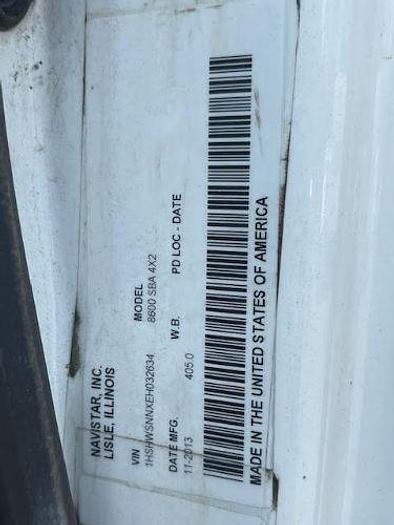 NAVISTAR, INC.
LISLE, ILLINOIS
VIN MODEL
1HSHWSNNXEH032634 8600 SBA 4X2
DATE MFG. W.B. PD LOC - DATE
11-2013 405.0
MADE IN THE UNITED STATES OF AMERICA